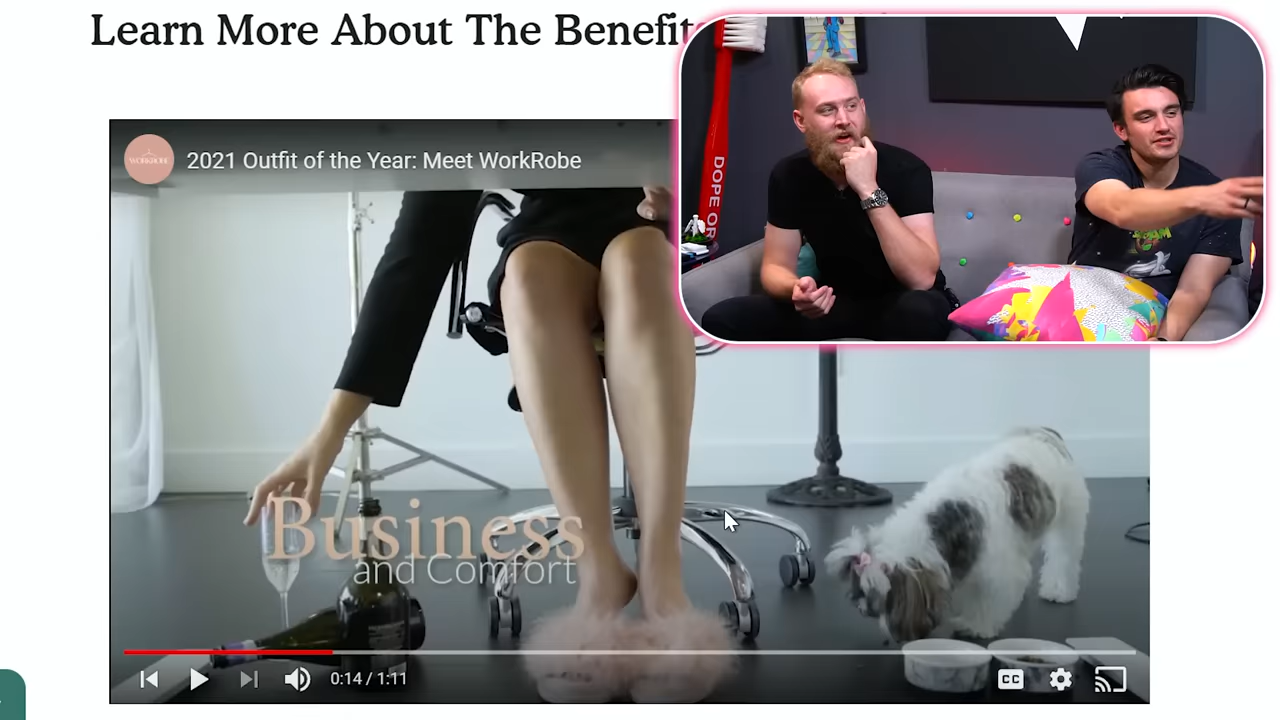 Learn More About The Benefit
DOPE OR
WORKROBE
2021 Outfit of the Year: Meet WorkRobe
Business
and Comfort
0:14 / 1:11
CC